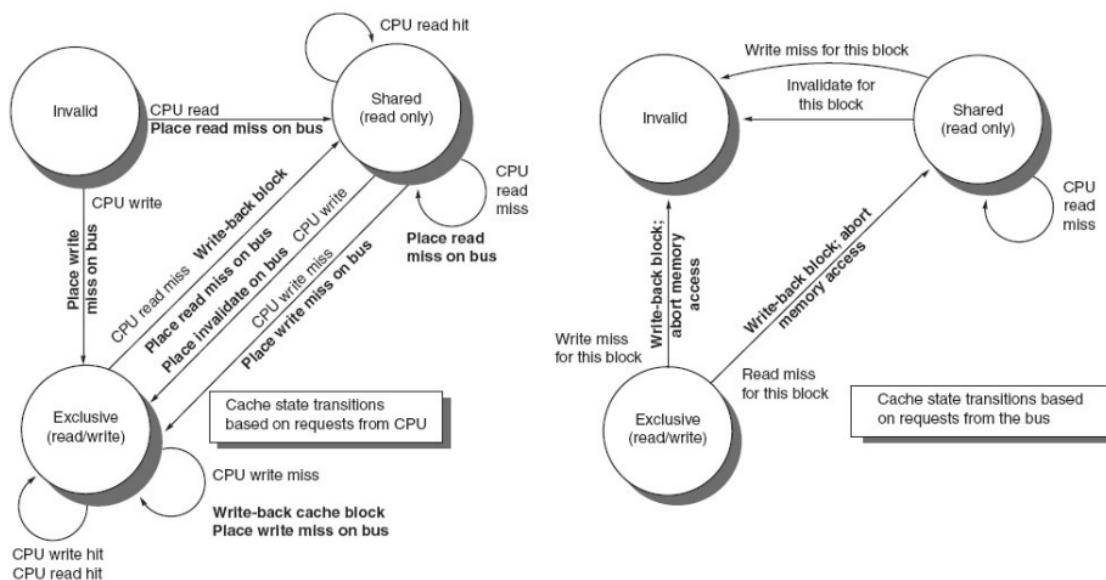 CPU read hit
Invalid
CPU read
Place read miss on bus
Shared
(read only)
CPU write
Place write
miss on bus
CPU
read
miss
Place read
miss on bus
CPU read miss Write-back block
Place read miss on bus
CPU write
Place invalidate on bus
CPU write miss
Place write miss on bus
Exclusive
(read/write)
Cache state transitions
based on requests from CPU
CPU write miss
Write-back cache block
Place write miss on bus
CPU write hit
CPU read hit
Write miss for this block
Invalidate for
this block
Invalid
Shared
(read only)
CPU
read
miss
Write-back block;
abort memory
access
Write-back block; abort
memory access
Write miss
for this block
Read miss
for this block
Exclusive
(read/write)
Cache state transitions based
on requests from the bus